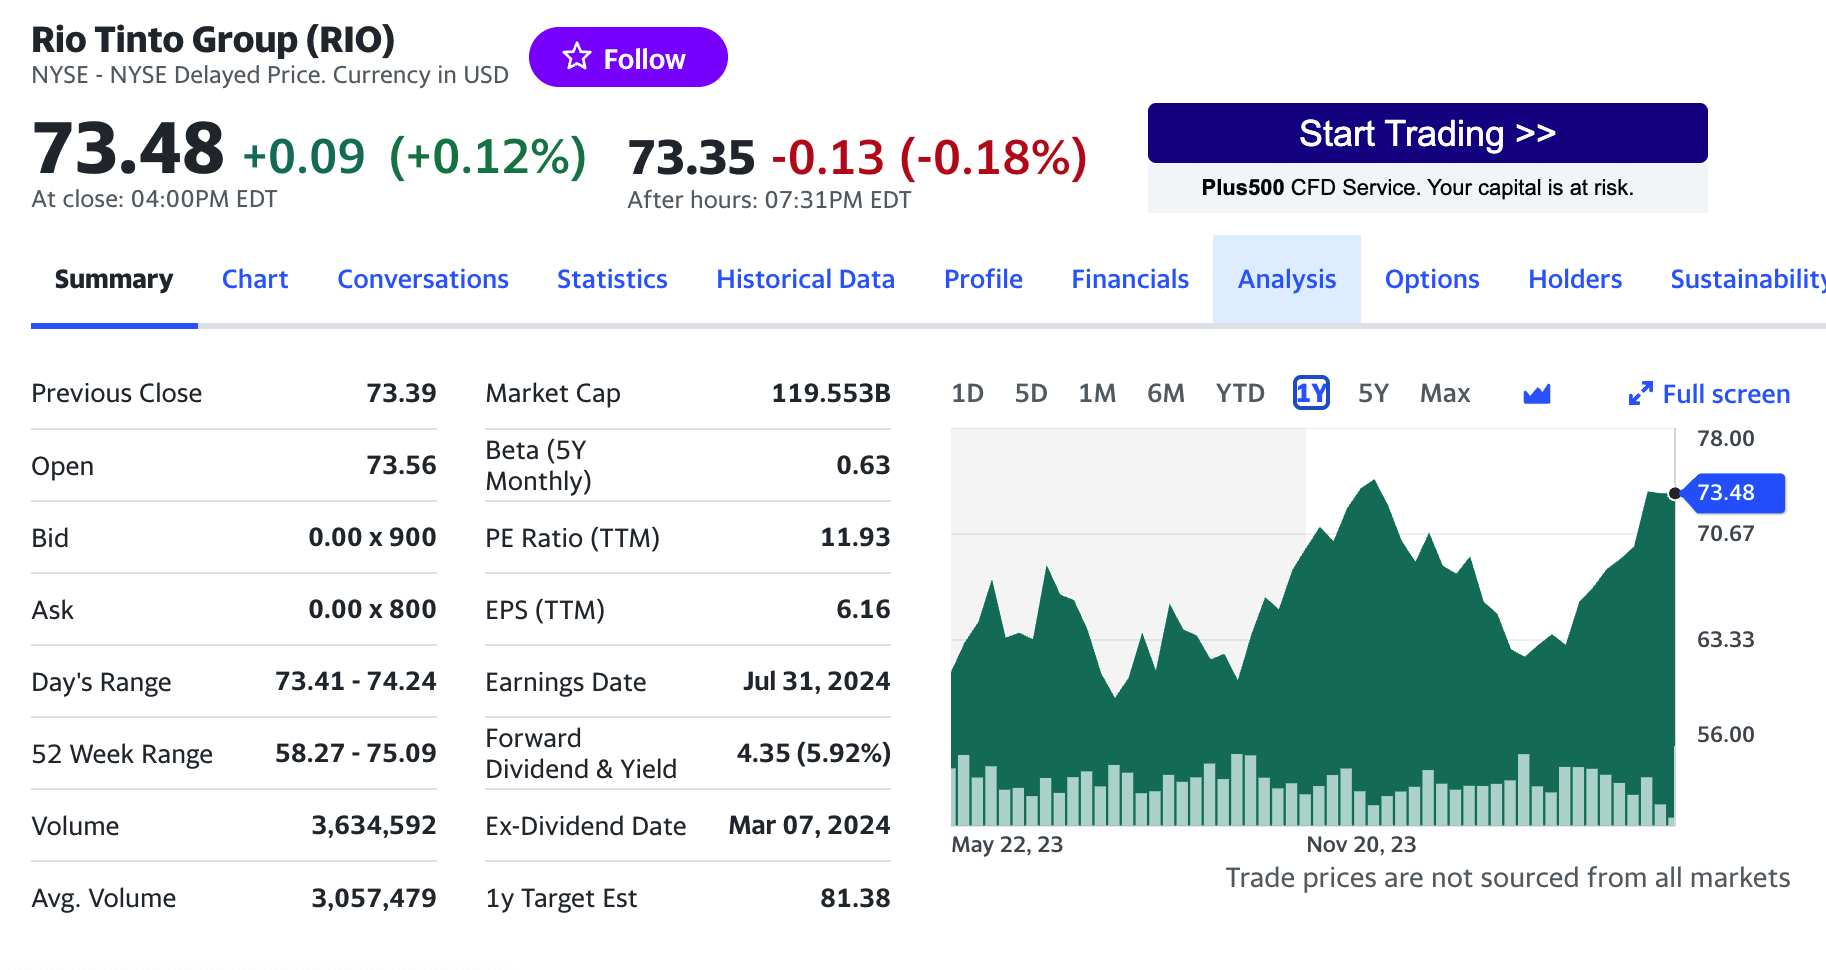 Rio Tinto Group (RIO)
NYSE - NYSE Delayed Price. Currency in USD
Follow
73.48 +0.09 (+0.12%)
At close: 04:00PM EDT
73.35 -0.13 (-0.18%)
After hours: 07:31PM EDT
Start Trading >>
Plus500 CFD Service. Your capital is at risk.
Summary Chart Conversations Statistics Historical Data Profile Financials Analysis Options Holders Sustainability
Previous Close 73.39
Open 73.56
Bid 0.00 x 900
Ask 0.00 x 800
Day's Range 73.41 - 74.24
52 Week Range 58.27 - 75.09
Volume 3,634,592
Avg. Volume 3,057,479
Market Cap 119.553B
Beta (5Y
Monthly) 0.63
PE Ratio (TTM) 11.93
EPS (TTM) 6.16
Earnings Date Jul 31, 2024
Forward
Dividend & Yield 4.35 (5.92%)
Ex-Dividend Date Mar 07, 2024
1y Target Est 81.38
1D 5D 1M 6M YTD 1Y 5Y Max Full screen
78.00
73.48
70.67
63.33
56.00
May 22, 23 Nov 20, 23
Trade prices are not sourced from all markets